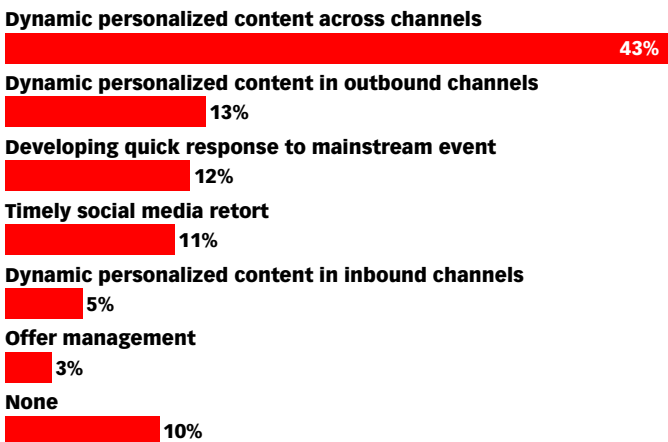 Dynamic personalized content across channels
43%
Dynamic personalized content in outbound channels
13%
Developing quick response to mainstream event
12%
Timely social media retort
11%
Dynamic personalized content in inbound channels
5%
Offer management
3%
None
10%